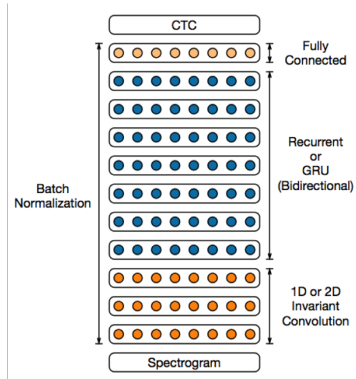 CTC
Fully
Connected
Recurrent
or
GRU
(Bidirectional)
Batch
Normalization
1D or 2D
Invariant
Convolution
Spectrogram